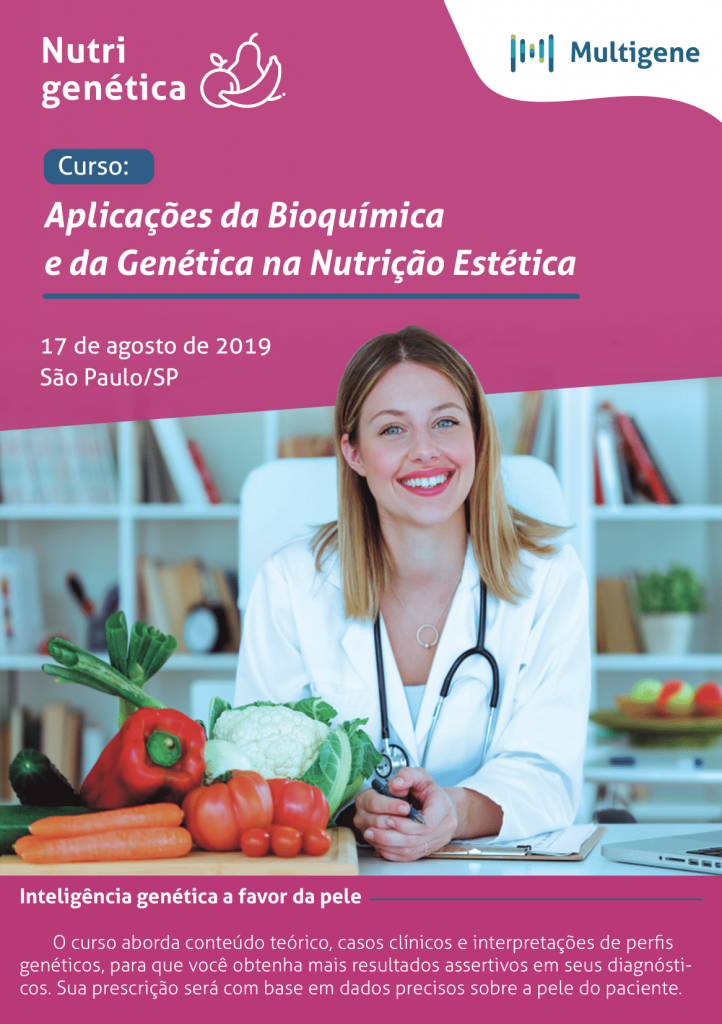 Nutri
genética
Multigene
Curso:
Aplicações da Bioquímica
e da Genética na Nutrição Estética
17 de agosto de 2019
São Paulo/SP
Inteligência genética a favor da pele
O curso aborda conteúdo teórico, casos clínicos e interpretações de perfis
genéticos, para que você obtenha mais resultados assertivos em seus diagnósti-
cos. Sua prescrição será com base em dados precisos sobre a pele do paciente.